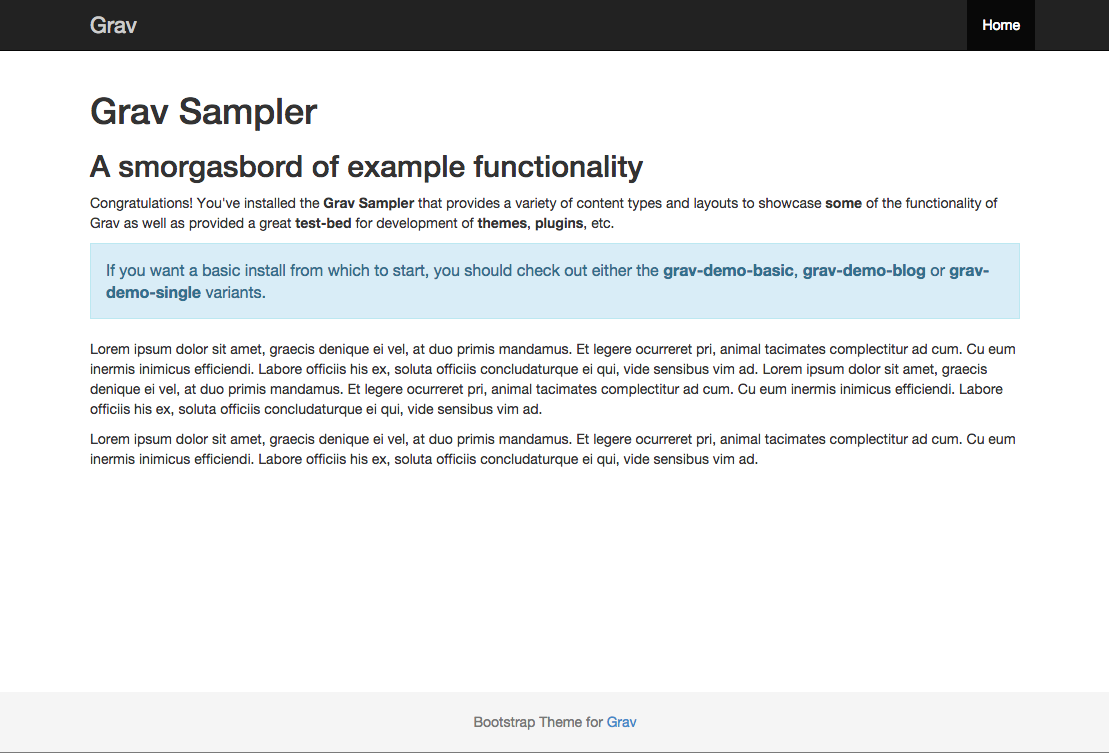 Grav
Home
Grav Sampler
A smorgasbord of example functionality
Congratulations! You've installed the Grav Sampler that provides a variety of content types and layouts to showcase some of the functionality of
Grav as well as provided a great test-bed for development of themes, plugins, etc.
If you want a basic install from which to start, you should check out either the grav-demo-basic, grav-demo-blog or grav-
demo-single variants.
Lorem ipsum dolor sit amet, graecis denique ei vel, at duo primis mandamus. Et legere ocurreret pri, animal tacimates complectitur ad cum. Cu eum
inermis inimicus efficiendi. Labore officiis his ex, soluta officiis concludaturque ei qui, vide sensibus vim ad. Lorem ipsum dolor sit amet, graecis
denique ei vel, at duo primis mandamus. Et legere ocurreret pri, animal tacimates complectitur ad cum. Cu eum inermis inimicus efficiendi. Labore
officiis his ex, soluta officiis concludaturque ei qui, vide sensibus vim ad.
Lorem ipsum dolor sit amet, graecis denique ei vel, at duo primis mandamus. Et legere ocurreret pri, animal tacimates complectitur ad cum. Cu eum
inermis inimicus efficiendi. Labore officiis his ex, soluta officiis concludaturque ei qui, vide sensibus vim ad.
Bootstrap Theme for Grav